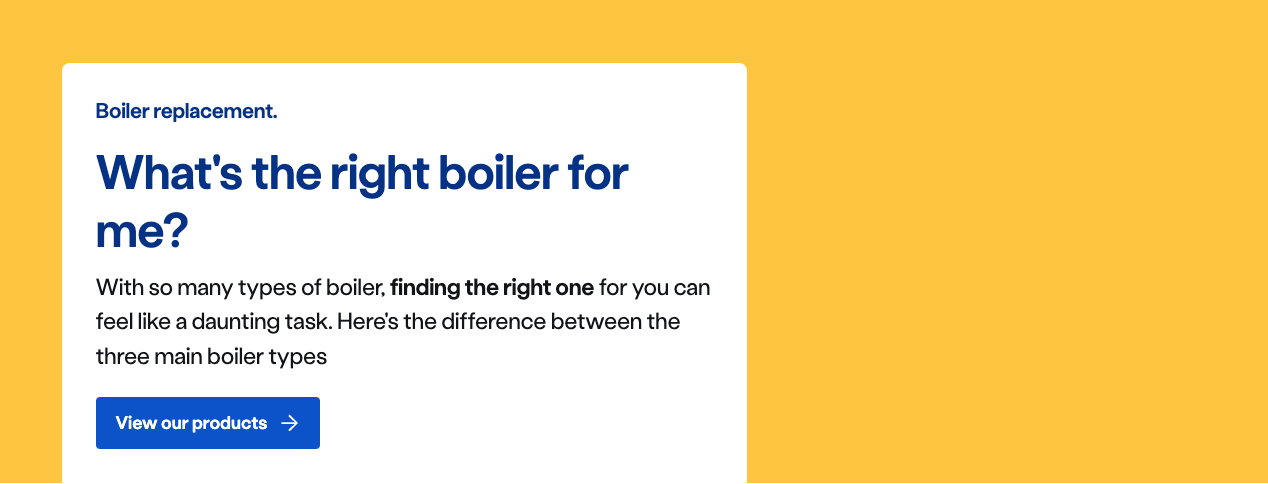 Boiler replacement.
What's the right boiler for
me?
With so many types of boiler, finding the right one for you can
feel like a daunting task. Here's the difference between the
three main boiler types
View our products